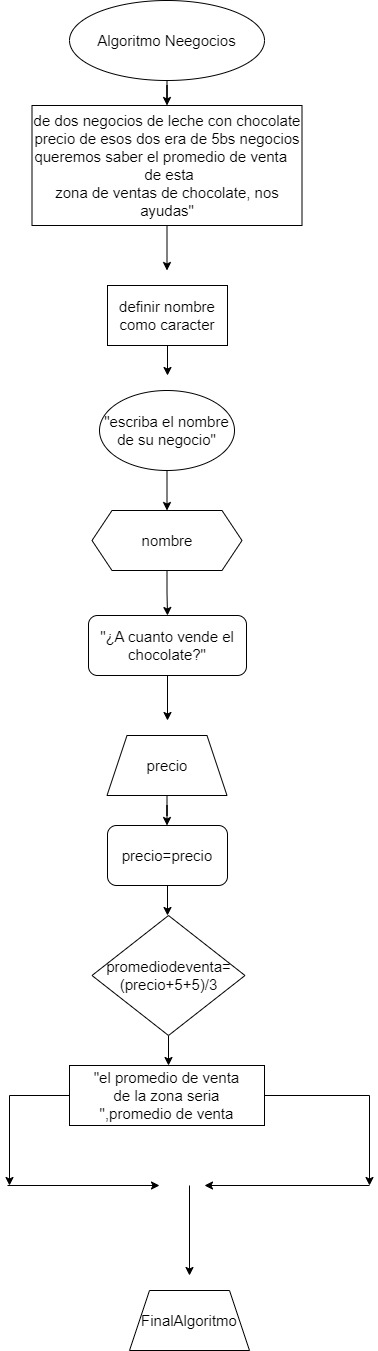 Algoritmo Neegocios
de dos negocios de leche con chocolate
precio de esos dos era de 5bs negocios
queremos saber el promedio de venta
de esta
zona de ventas de chocolate, nos
ayudas"
definir nombre
como caracter
"escriba el nombre
de su negocio"
nombre
"¿A cuanto vende el
chocolate?"
precio
precio=precio
promediodeventa=
(precio+5+5)/3
"el promedio de venta
de la zona seria
",promedio de venta
FinalAlgoritmo